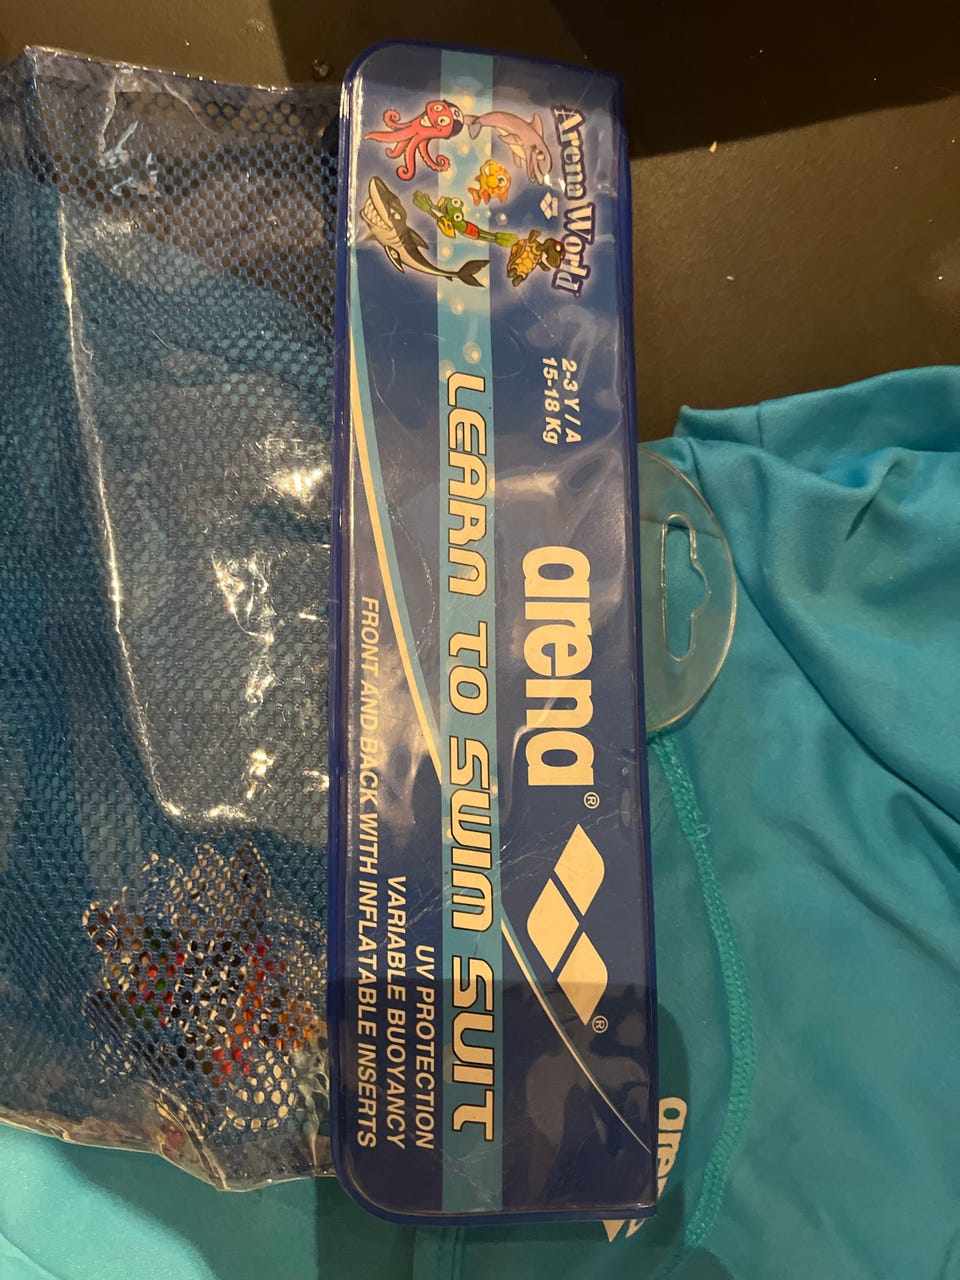 Arena World
2-3 Y / A
15-18 Kg
arena®
®
LEARN TO SWIM SUIT
UV PROTECTION
VARIABLE BUOYANCY
FRONT AND BACK WITH INFLATABLE INSERTS
are